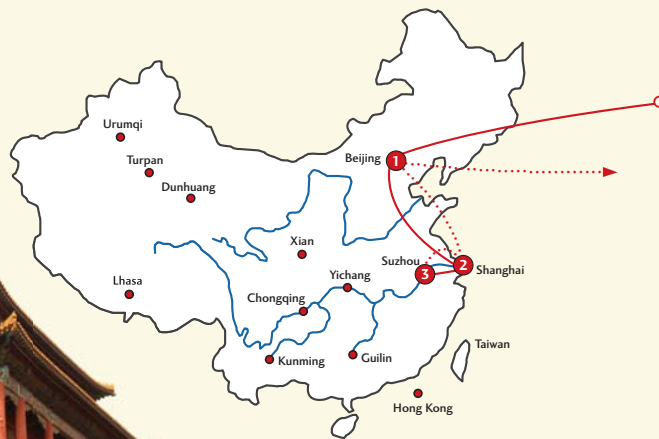 Urumqi
Turpan
Dunhuang
Beijing
1
Xian
Suzhou
2
Shanghai
3
Yichang
Lhasa
Chongqing
Kunming
Guilin
Taiwan
Hong Kong